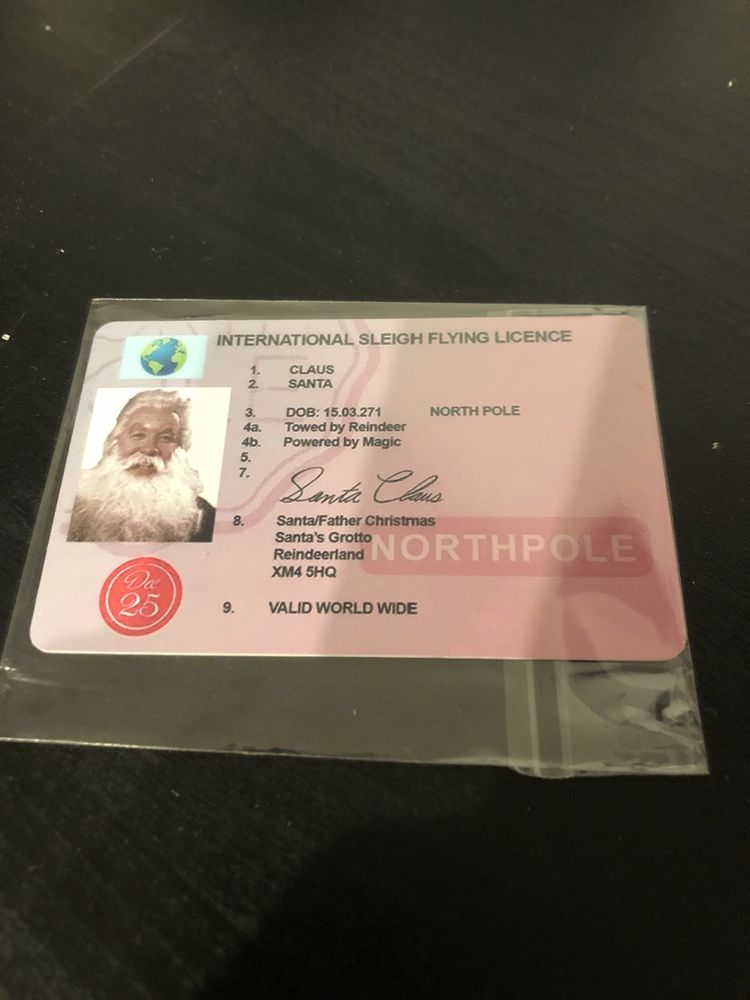 INTERNATIONAL SLEIGH FLYING LICENCE
1. CLAUS
2. SANTA
3. DOB: 15.03.271 NORTH POLE
4a. Towed by Reindeer
4b. Powered by Magic
5.
7.
Santa Claus
8. Santa/Father Christmas
Santa's Grotto
Reindeerland
XM4 5HQ
NORTHPOLE
Dec
25
9. VALID WORLD WIDE